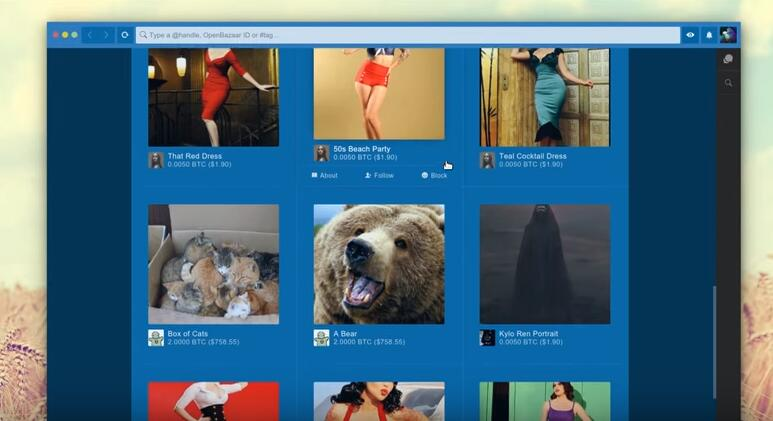 Type a @handle, OpenBazaar ID or #tag...
That Red Dress
0.0050 BTC ($1.90)
50s Beach Party
0.0050 BTC ($1.90)
About
Follow
Block
Teal Cocktail Dress
0.0050 BTC ($1.90)
Box of Cats
2.0000 BTC ($758.55)
A Bear
2.0000 BTC ($758.55)
Kylo Ren Portrait
0.0050 BTC ($1.90)